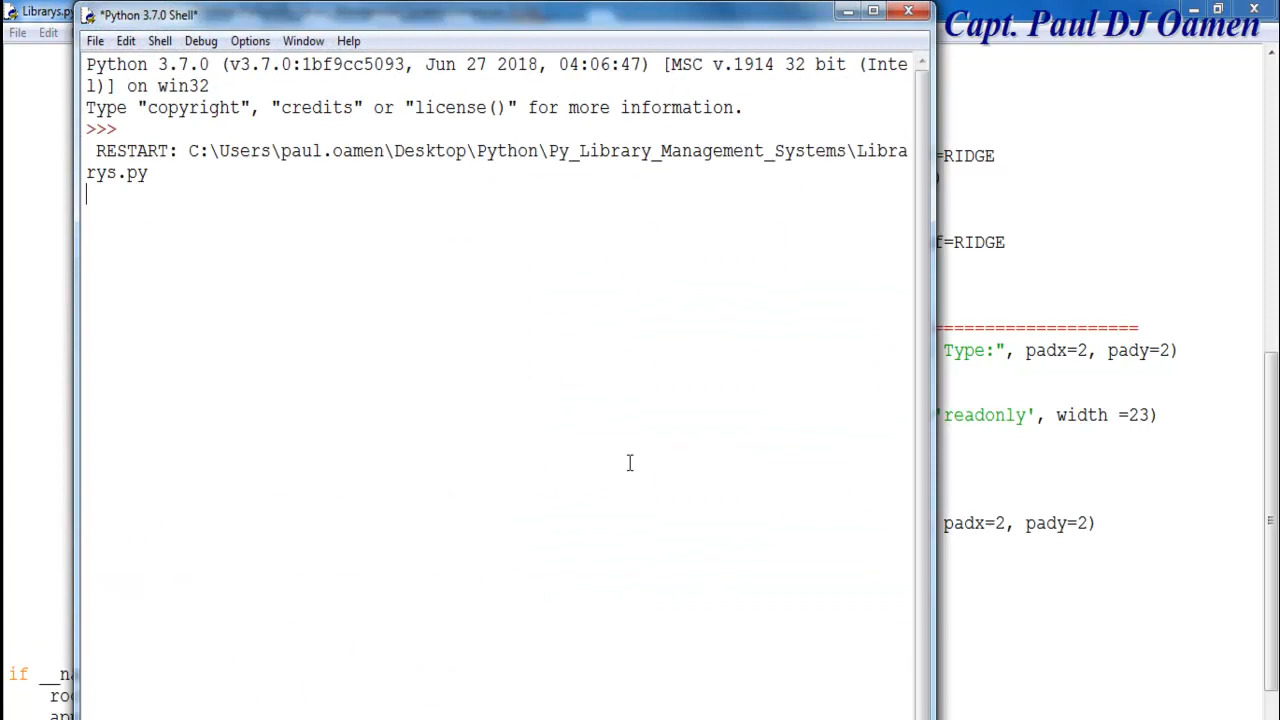 Librarys.py
*Python 3.7.0 Shell*
Capt. Paul DJ Oamen
File Edit
File Edit Shell Debug Options Window Help
Python 3.7.0 (v3.7.0:1bf9cc5093, Jun 27 2018, 04:06:47) [MSC v.1914 32 bit (Inte
l)] on win32
Type "copyright", "credits" or "license()" for more information.
>>>
RESTART: C:\Users\paul.oamen\Desktop\Python\Py_Library_Management_Systems\Libra
rys.py
=RIDGE
)
f=RIDGE
===================
Type:", padx=2, pady=2)
'readonly', width =23)
padx=2, pady=2)
if __na
roo
app